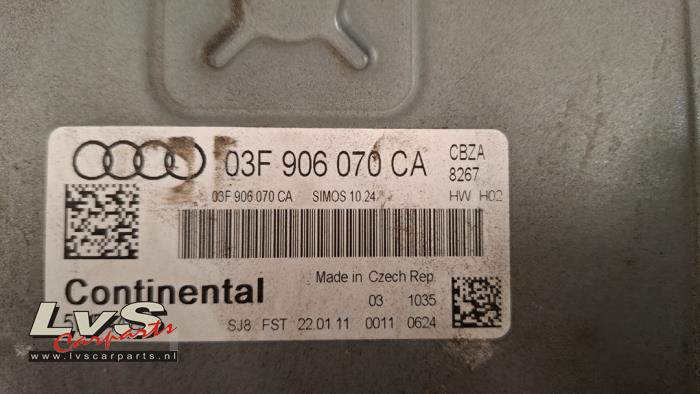 03F 906 070 CA CBZA
8267
03F 906 070 CA SIMOS 10.24 HW H02
Made in Czech Rep.
Continental
03 1035
SJ8 FST 22.01.11 0011 0624
LvS
Carparts
www.lvscarparts.nl